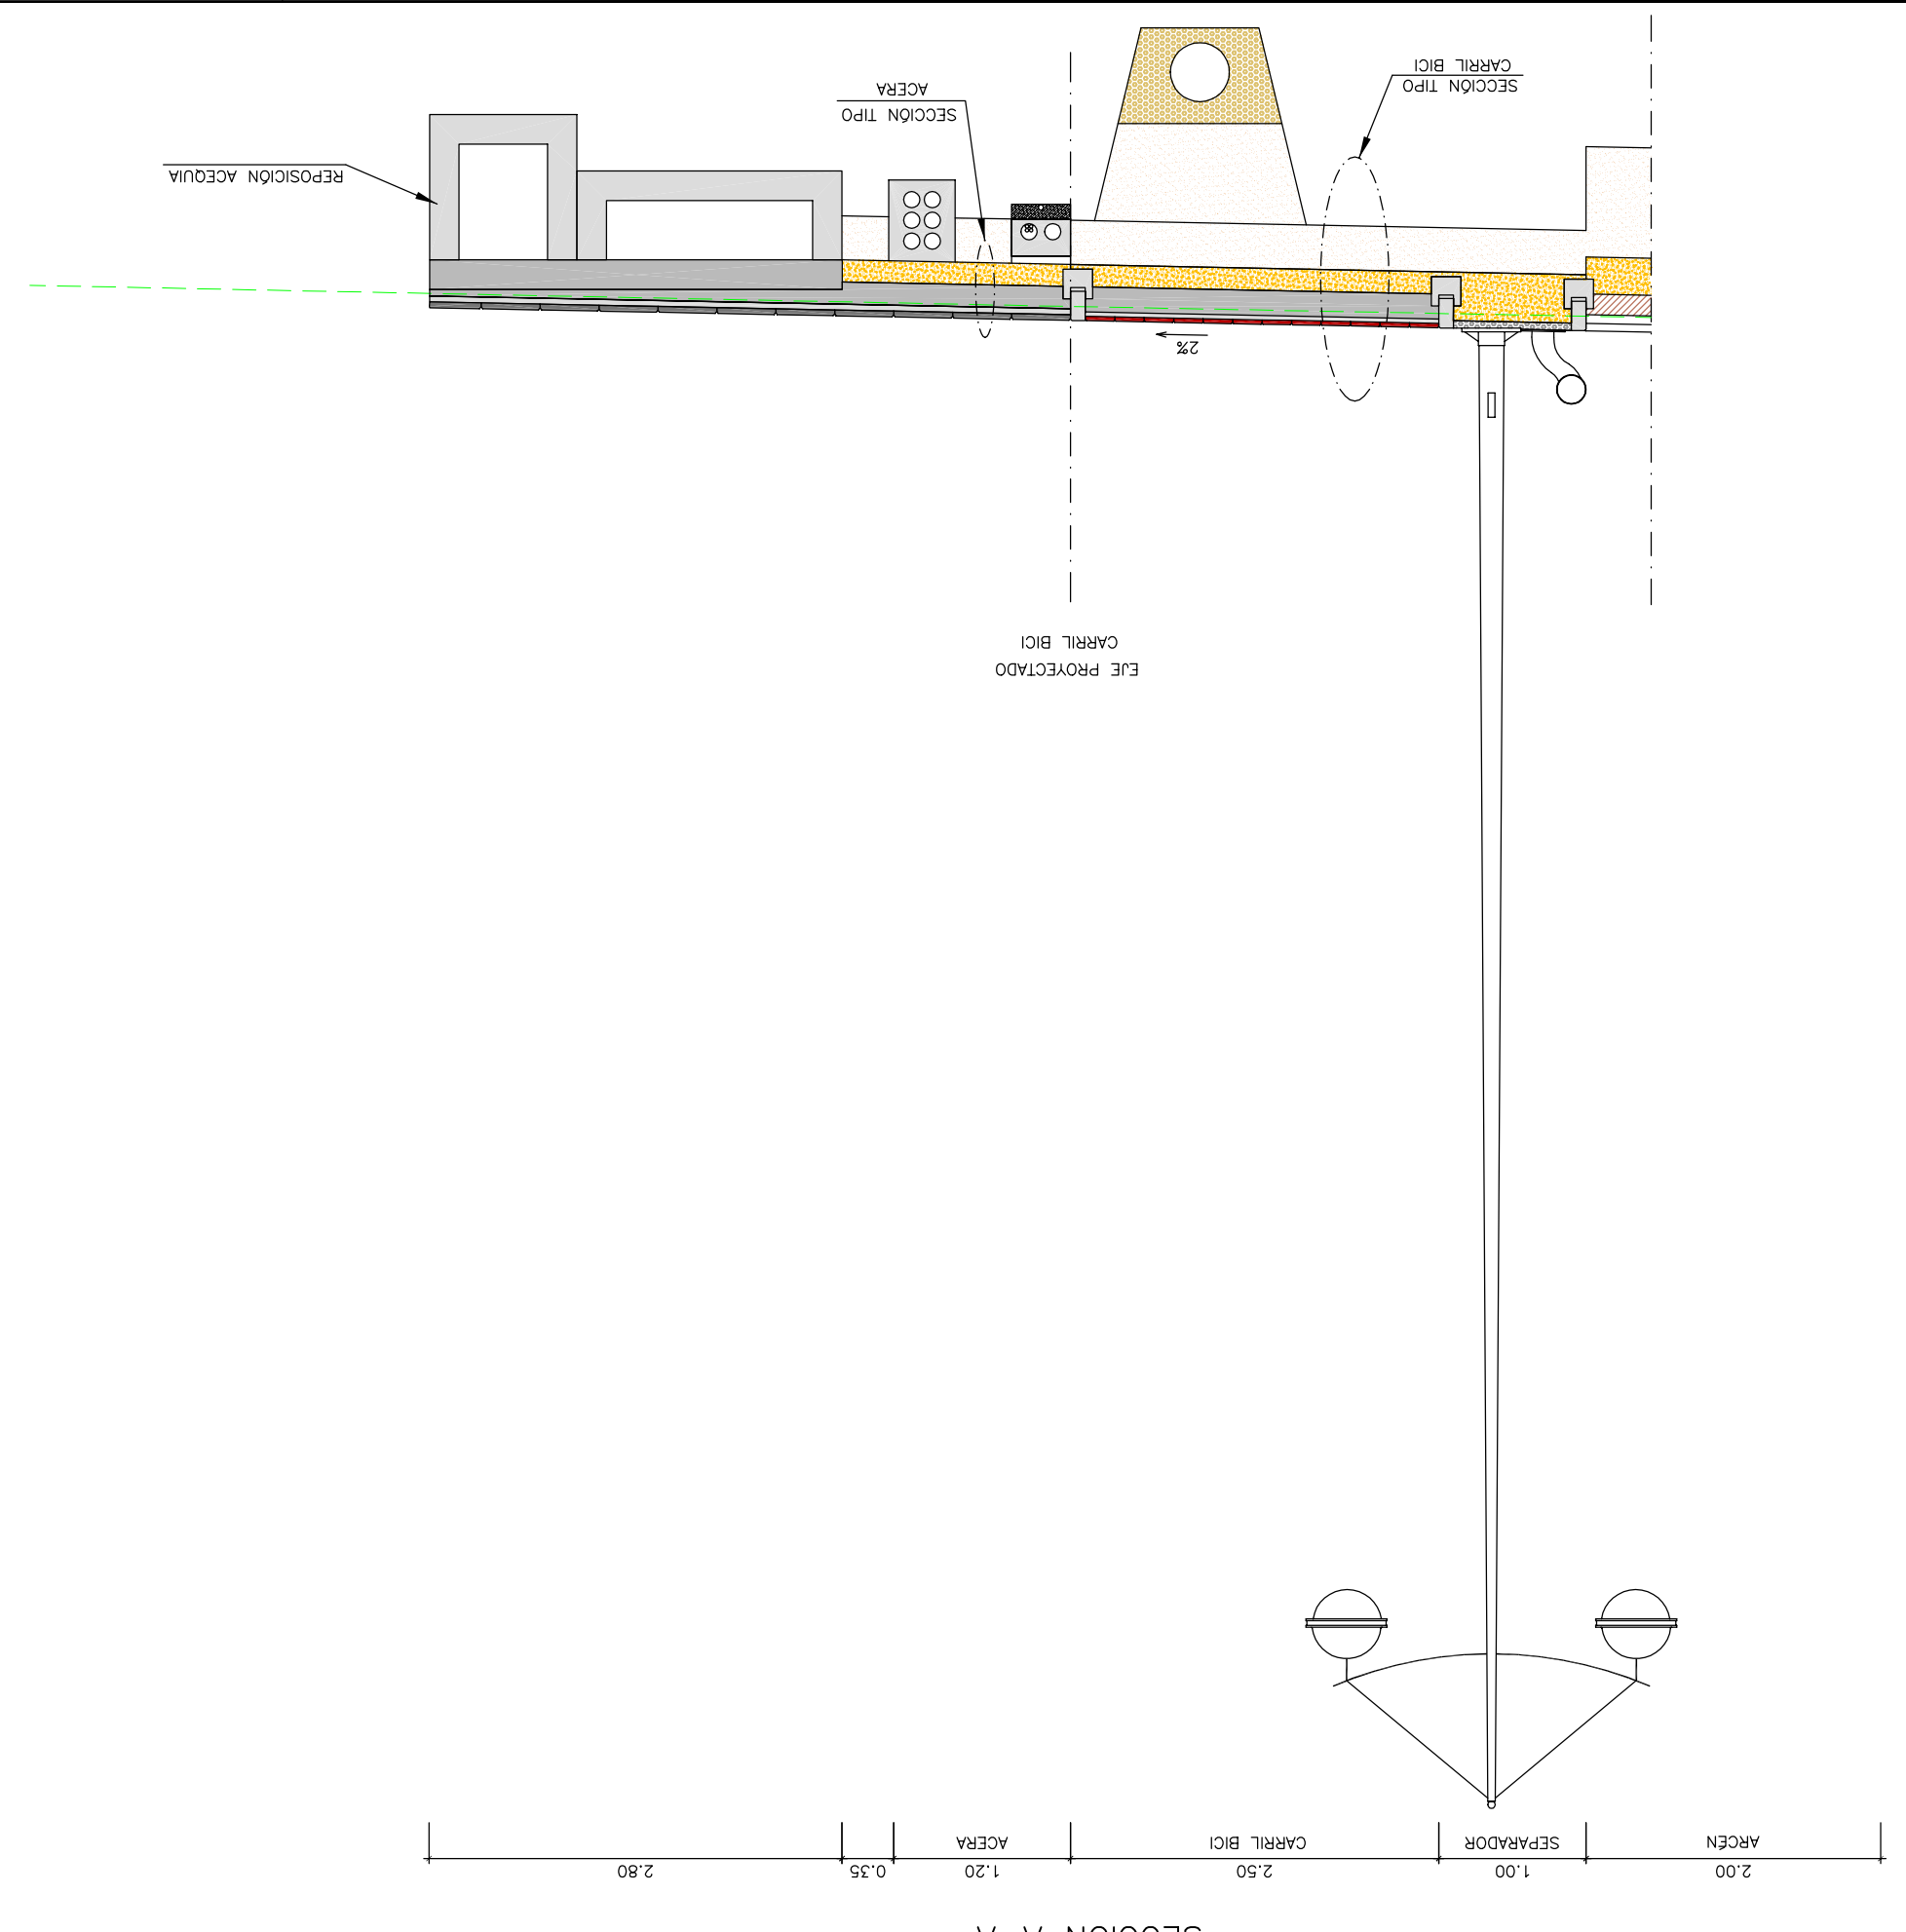 SECCIÓN A-A
2.00 1.00 2.50 1.20 0.35 2.80
ARCÉN SEPARADOR CARRIL BICI ACERA
EJE PROYECTADO
CARRIL BICI
2%
REPOSICIÓN ACEQUIA
SECCIÓN TIPO
ACERA
SECCIÓN TIPO
CARRIL BICI